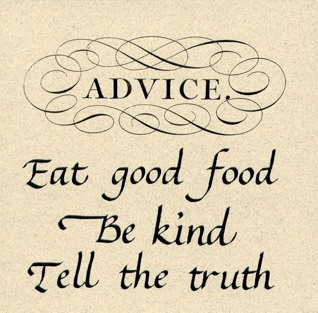 ADVICE.
Eat good food
Be kind
Tell the truth